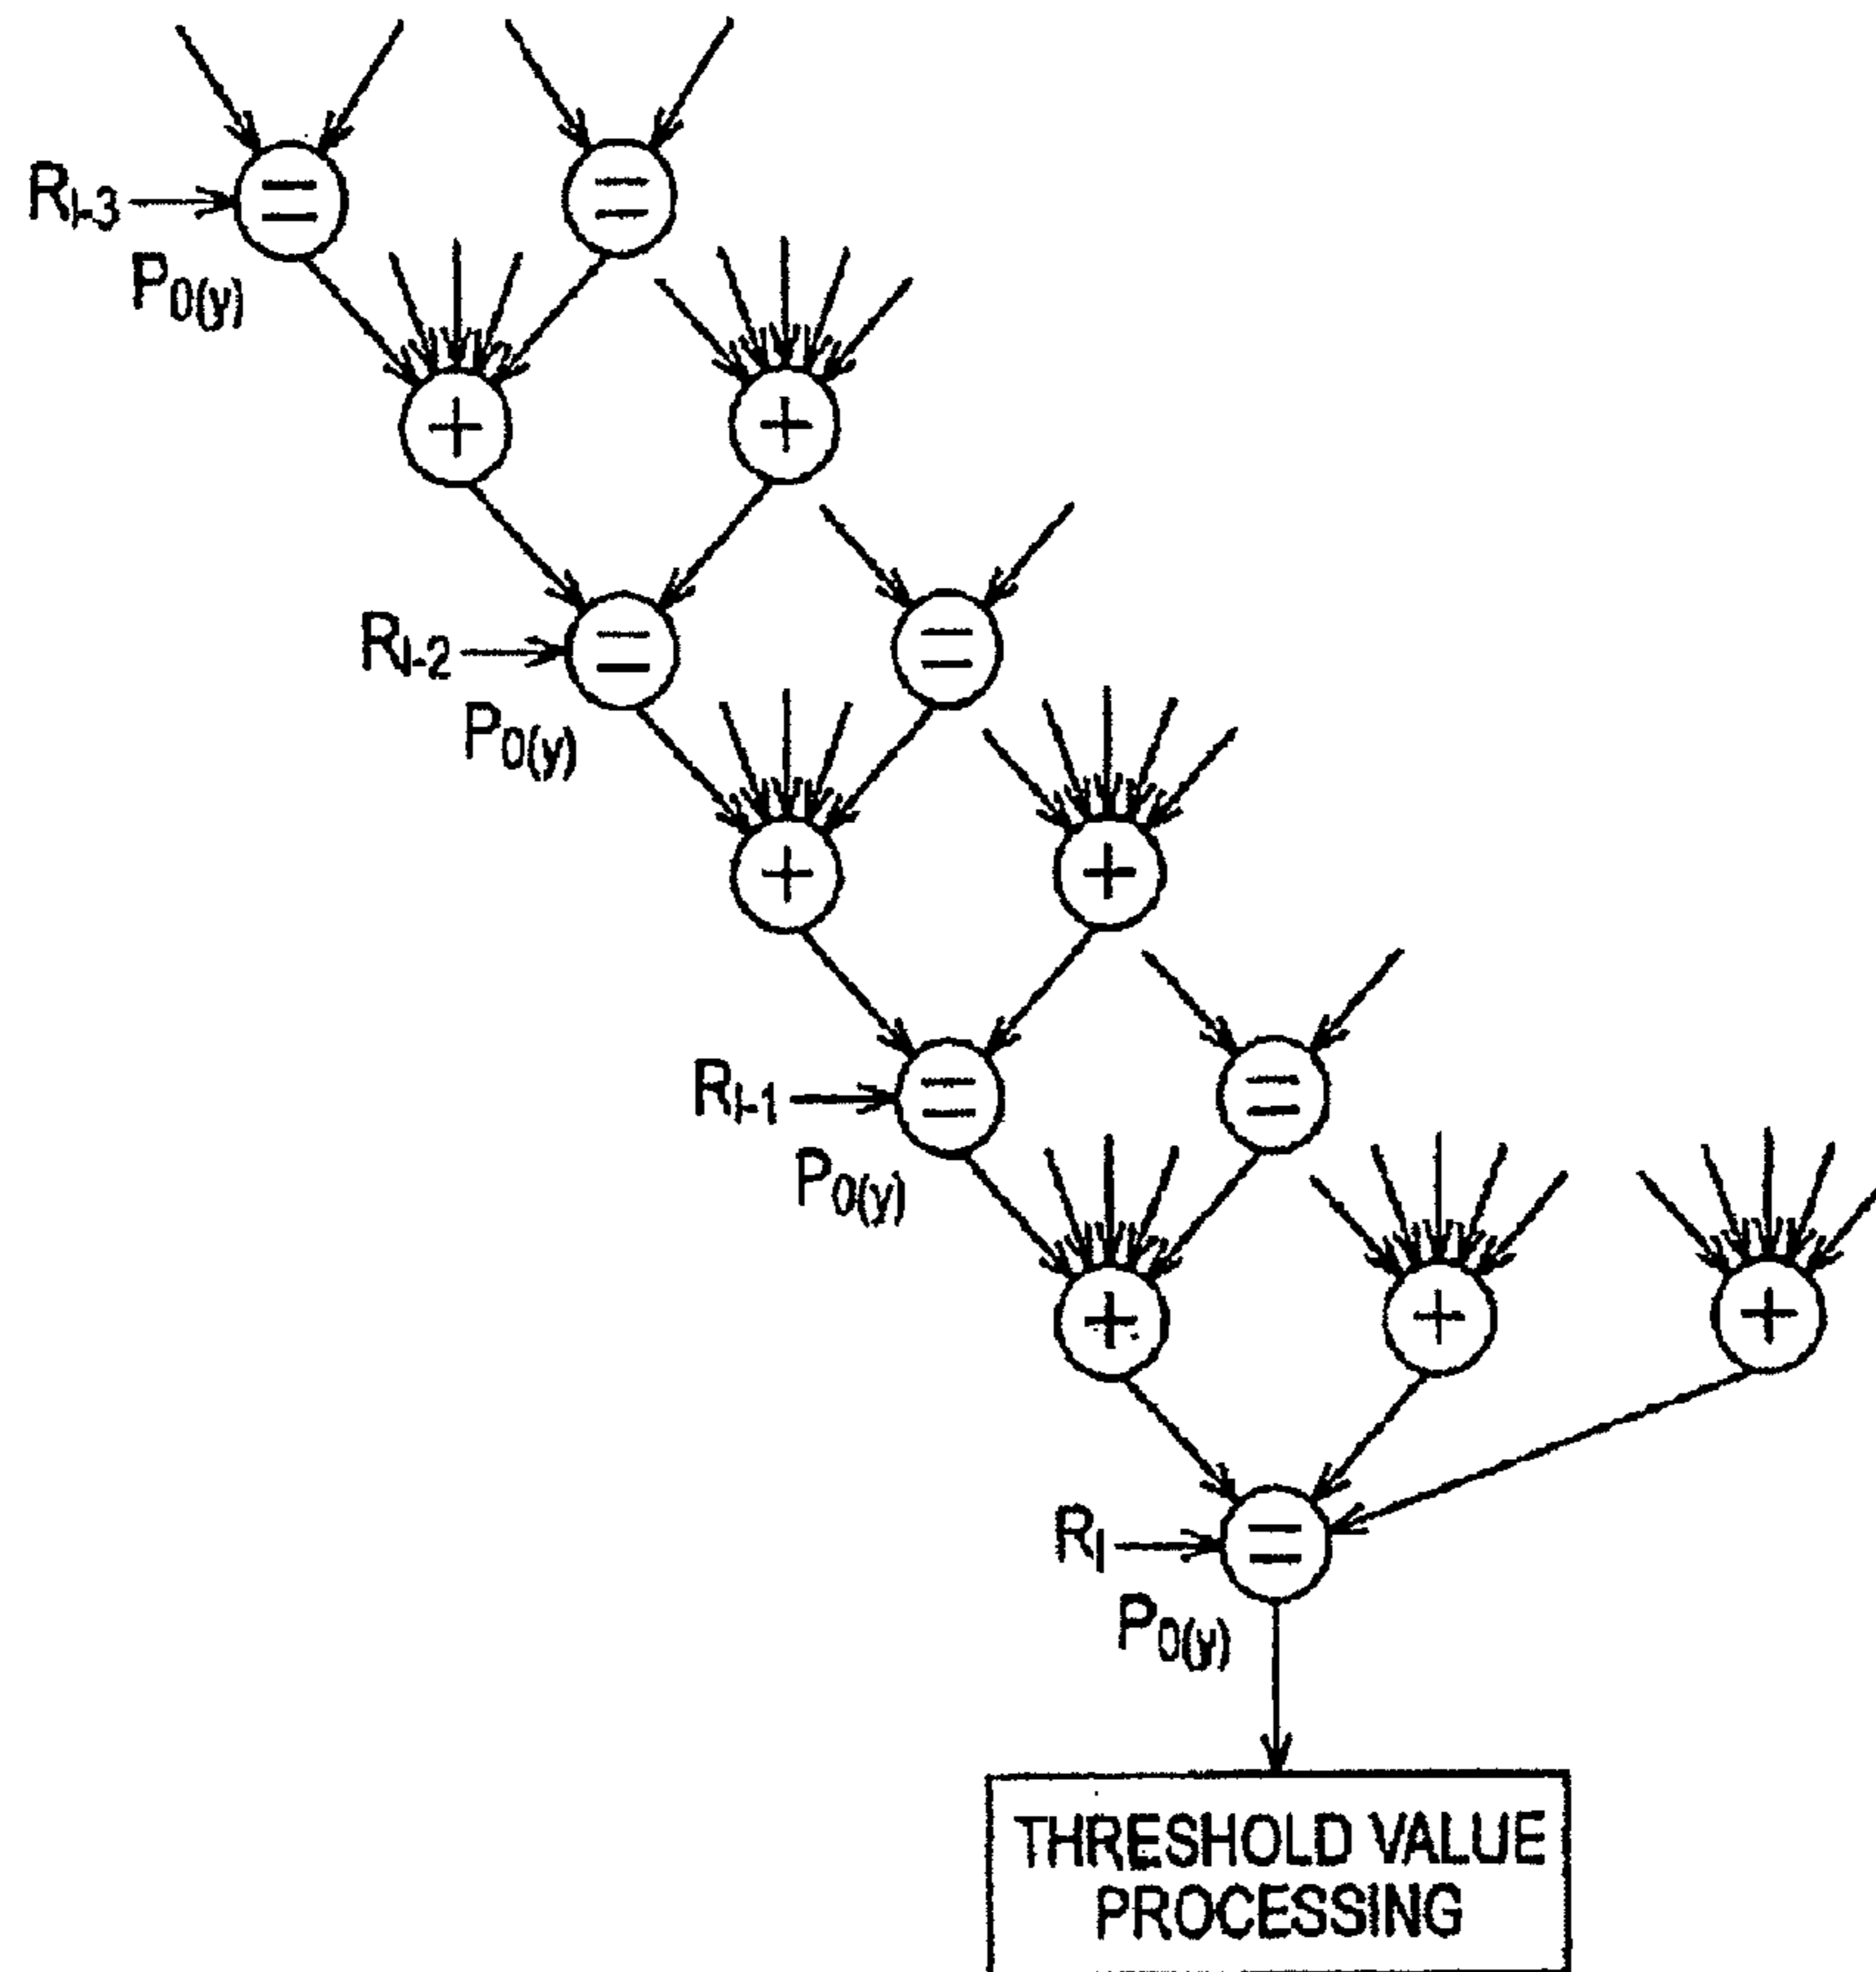 R_{l-3}
P_{0(y)}
+ +
R_{l-2}
P_{0(y)}
+ +
R_{l-1}
P_{0(y)}
+ + +
R_l
P_{0(y)}
THRESHOLD VALUE
PROCESSING